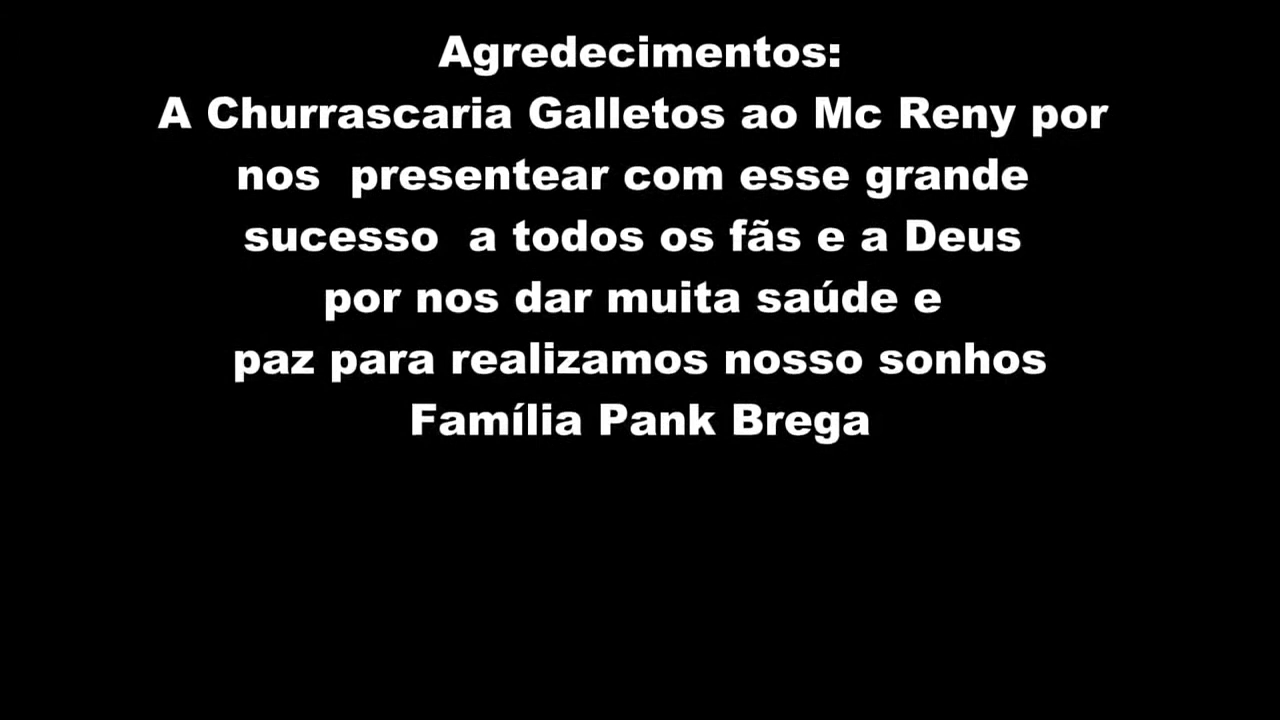 Agredecimentos:
A Churrascaria Galletos ao Mc Reny por
nos  presentear com esse grande
sucesso  a todos os fãs e a Deus
por nos dar muita saúde e
paz para realizamos nosso sonhos
Família Pank Brega